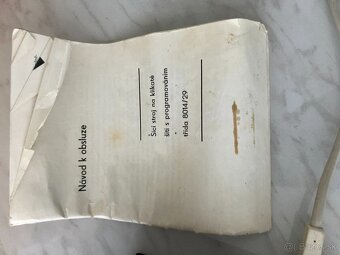 Návod k obsluze
Šicí stroj na klikaté
šití s programováním
třída 8014/29